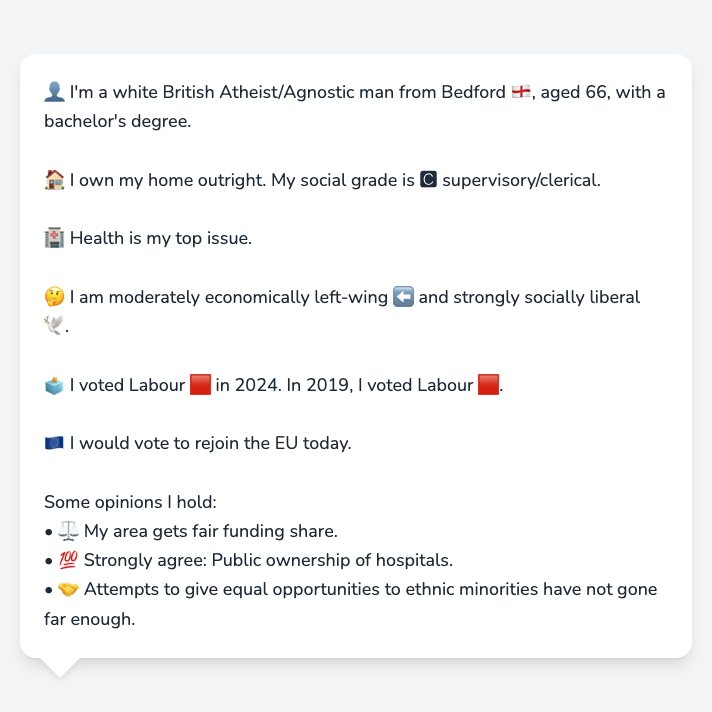 👤 I'm a white British Atheist/Agnostic man from Bedford 🏴󠁧󠁢󠁥󠁮󠁧󠁿, aged 66, with a
bachelor's degree.
🏠 I own my home outright. My social grade is 🅲 supervisory/clerical.
🏥 Health is my top issue.
🤔 I am moderately economically left-wing ⬅️ and strongly socially liberal
🕊️.
🗳️ I voted Labour 🟥 in 2024. In 2019, I voted Labour 🟥.
🇪🇺 I would vote to rejoin the EU today.
Some opinions I hold:
• ⚖️ My area gets fair funding share.
• 💯 Strongly agree: Public ownership of hospitals.
• 🤝 Attempts to give equal opportunities to ethnic minorities have not gone
far enough.